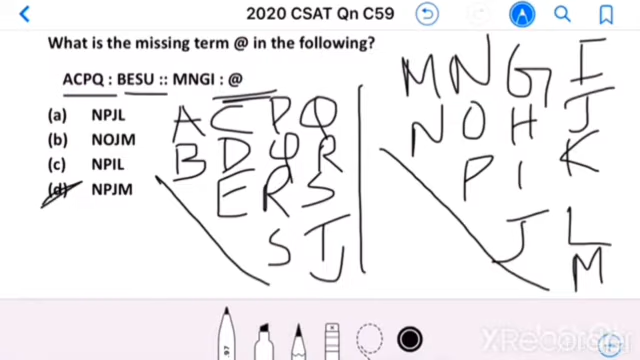 2020 CSAT Qn C59
What is the missing term @ in the following?
ACPQ : BESU :: MNGI : @
(a) NPJL
(b) NOJM
(c) NPIL
(d) NPJM
A C P Q
B D Q R
E R S
S T
U
M N G I
N O H J
P I K
J L
M
.97
XRecorder